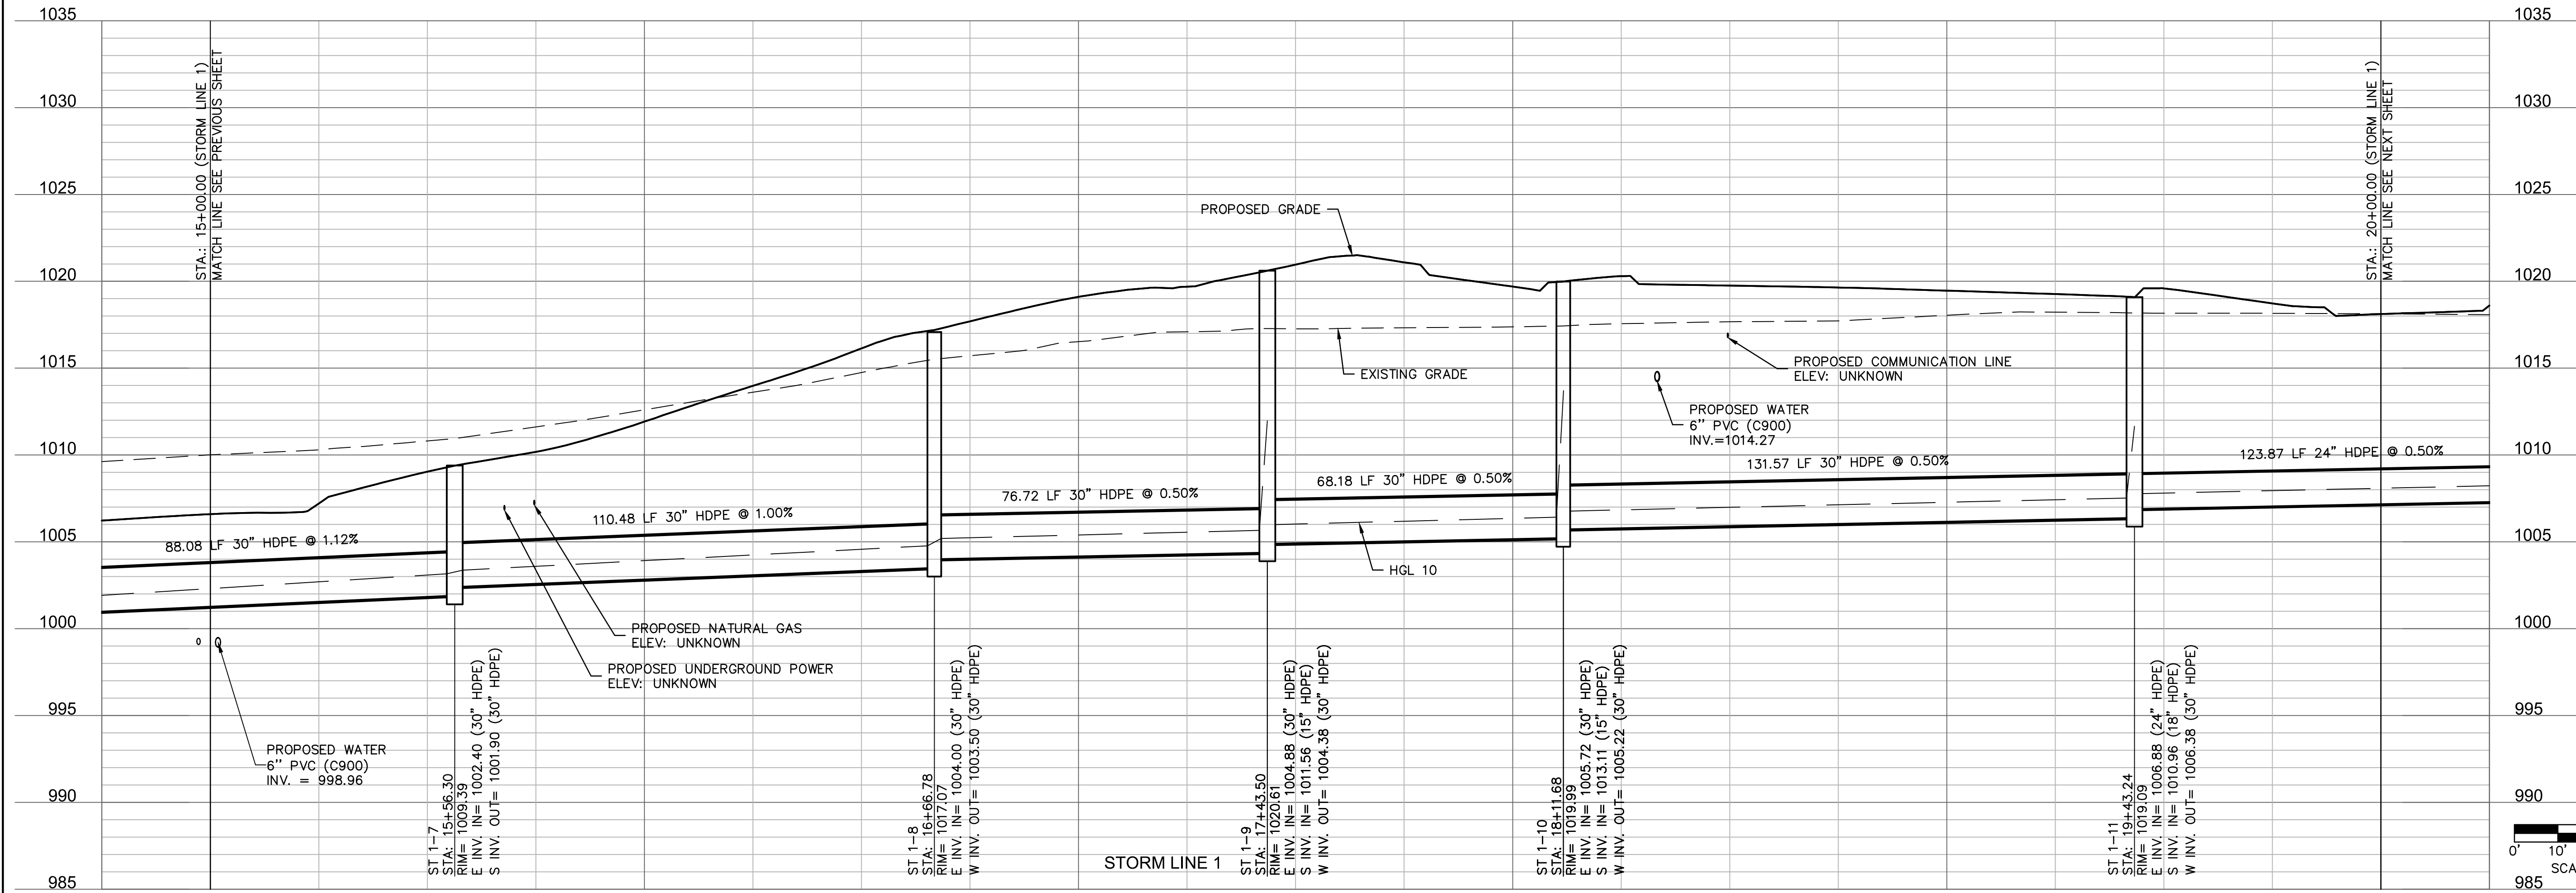 1035
1030
1025
1020
1015
1010
1005
1000
995
990
985
STA.: 15+00.00 (STORM LINE 1)
MATCH LINE SEE PREVIOUS SHEET
88.08 LF 30" HDPE @ 1.12%
PROPOSED WATER
6" PVC (C900)
INV. = 998.96
ST 1-7
STA: 15+56.30
RIM= 1009.39
E INV. IN= 1002.40 (30" HDPE)
S INV. OUT= 1001.90 (30" HDPE)
110.48 LF 30" HDPE @ 1.00%
PROPOSED NATURAL GAS
ELEV: UNKNOWN
PROPOSED UNDERGROUND POWER
ELEV: UNKNOWN
ST 1-8
STA: 16+66.78
RIM= 1017.07
E INV. IN= 1004.00 (30" HDPE)
W INV. OUT= 1003.50 (30" HDPE)
76.72 LF 30" HDPE @ 0.50%
PROPOSED GRADE
EXISTING GRADE
ST 1-9
STA: 17+43.50
RIM= 1020.61
E INV. IN= 1004.88 (30" HDPE)
S INV. IN= 1011.56 (15" HDPE)
W INV. OUT= 1004.38 (30" HDPE)
68.18 LF 30" HDPE @ 0.50%
HGL 10
ST 1-10
STA: 18+11.68
RIM= 1019.99
E INV. IN= 1005.72 (30" HDPE)
S INV. IN= 1013.11 (15" HDPE)
W INV. OUT= 1005.22 (30" HDPE)
PROPOSED COMMUNICATION LINE
ELEV: UNKNOWN
PROPOSED WATER
6" PVC (C900)
INV.=1014.27
131.57 LF 30" HDPE @ 0.50%
ST 1-11
STA: 19+43.24
RIM= 1019.09
E INV. IN= 1006.88 (24" HDPE)
S INV. IN= 1010.96 (18" HDPE)
W INV. OUT= 1006.38 (30" HDPE)
123.87 LF 24" HDPE @ 0.50%
STA.: 20+00.00 (STORM LINE 1)
MATCH LINE SEE NEXT SHEET
STORM LINE 1
1035
1030
1025
1020
1015
1010
1005
1000
995
990
985
0' 10'
SCA